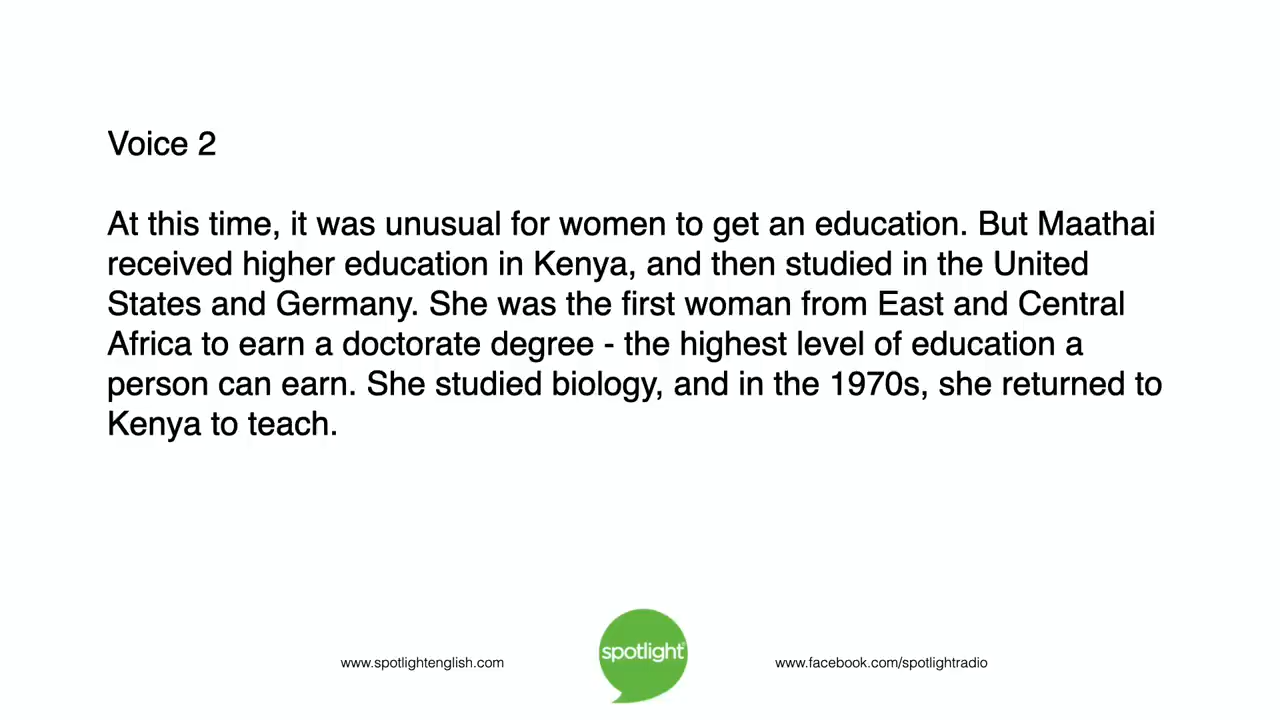 Voice 2
At this time, it was unusual for women to get an education. But Maathai
received higher education in Kenya, and then studied in the United
States and Germany. She was the first woman from East and Central
Africa to earn a doctorate degree - the highest level of education a
person can earn. She studied biology, and in the 1970s, she returned to
Kenya to teach.
www.spotlightenglish.com
spotlight
www.facebook.com/spotlightradio